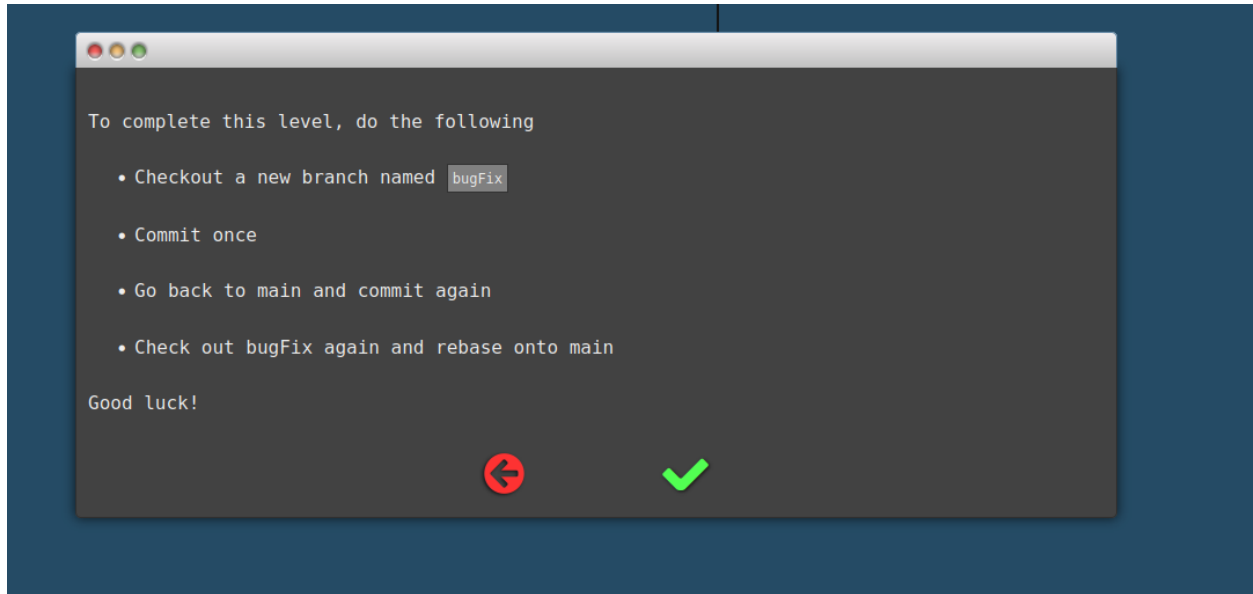 To complete this level, do the following
• Checkout a new branch named bugFix
• Commit once
• Go back to main and commit again
• Check out bugFix again and rebase onto main
Good luck!